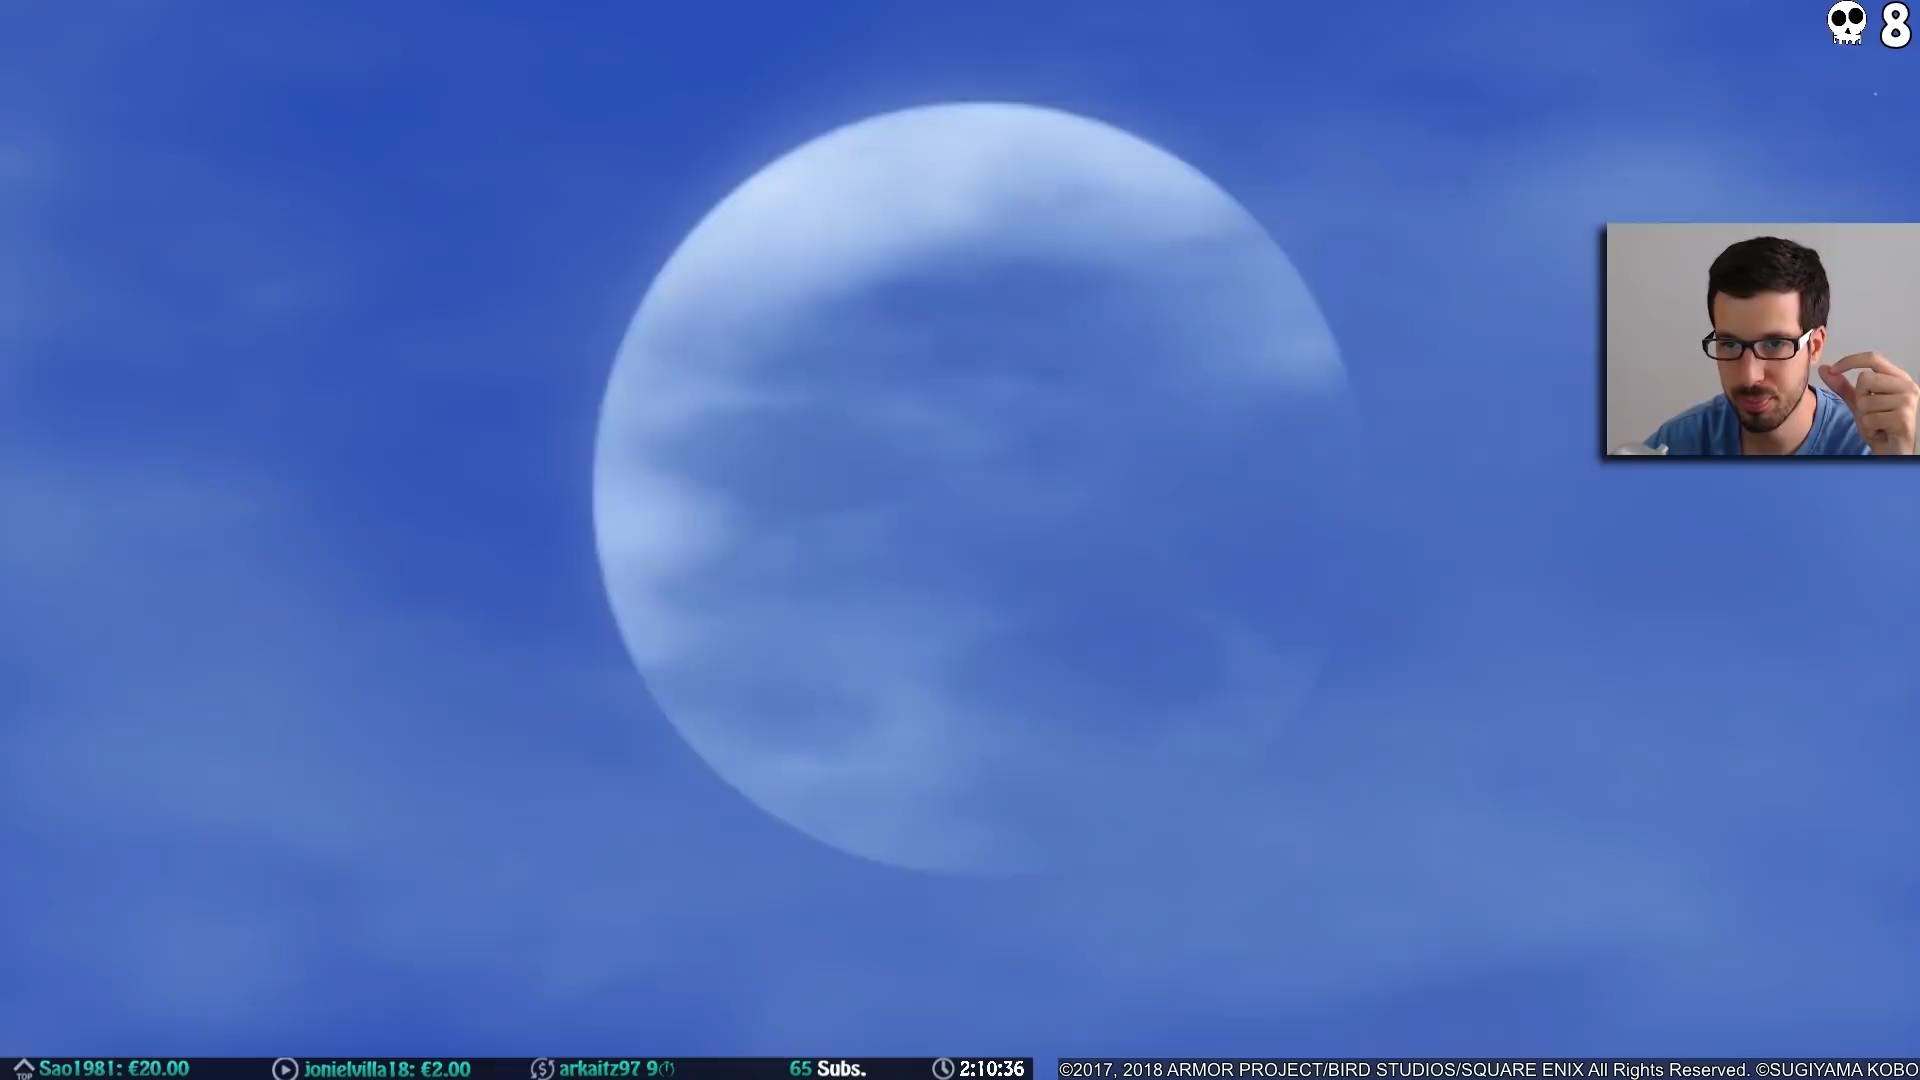 8
Sao1981: €20.00
jonielvilla18: €2.00
arkaitz97 9
65 Subs.
2:10:36
©2017, 2018 ARMOR PROJECT/BIRD STUDIOS/SQUARE ENIX All Rights Reserved. ©SUGIYAMA KOBO